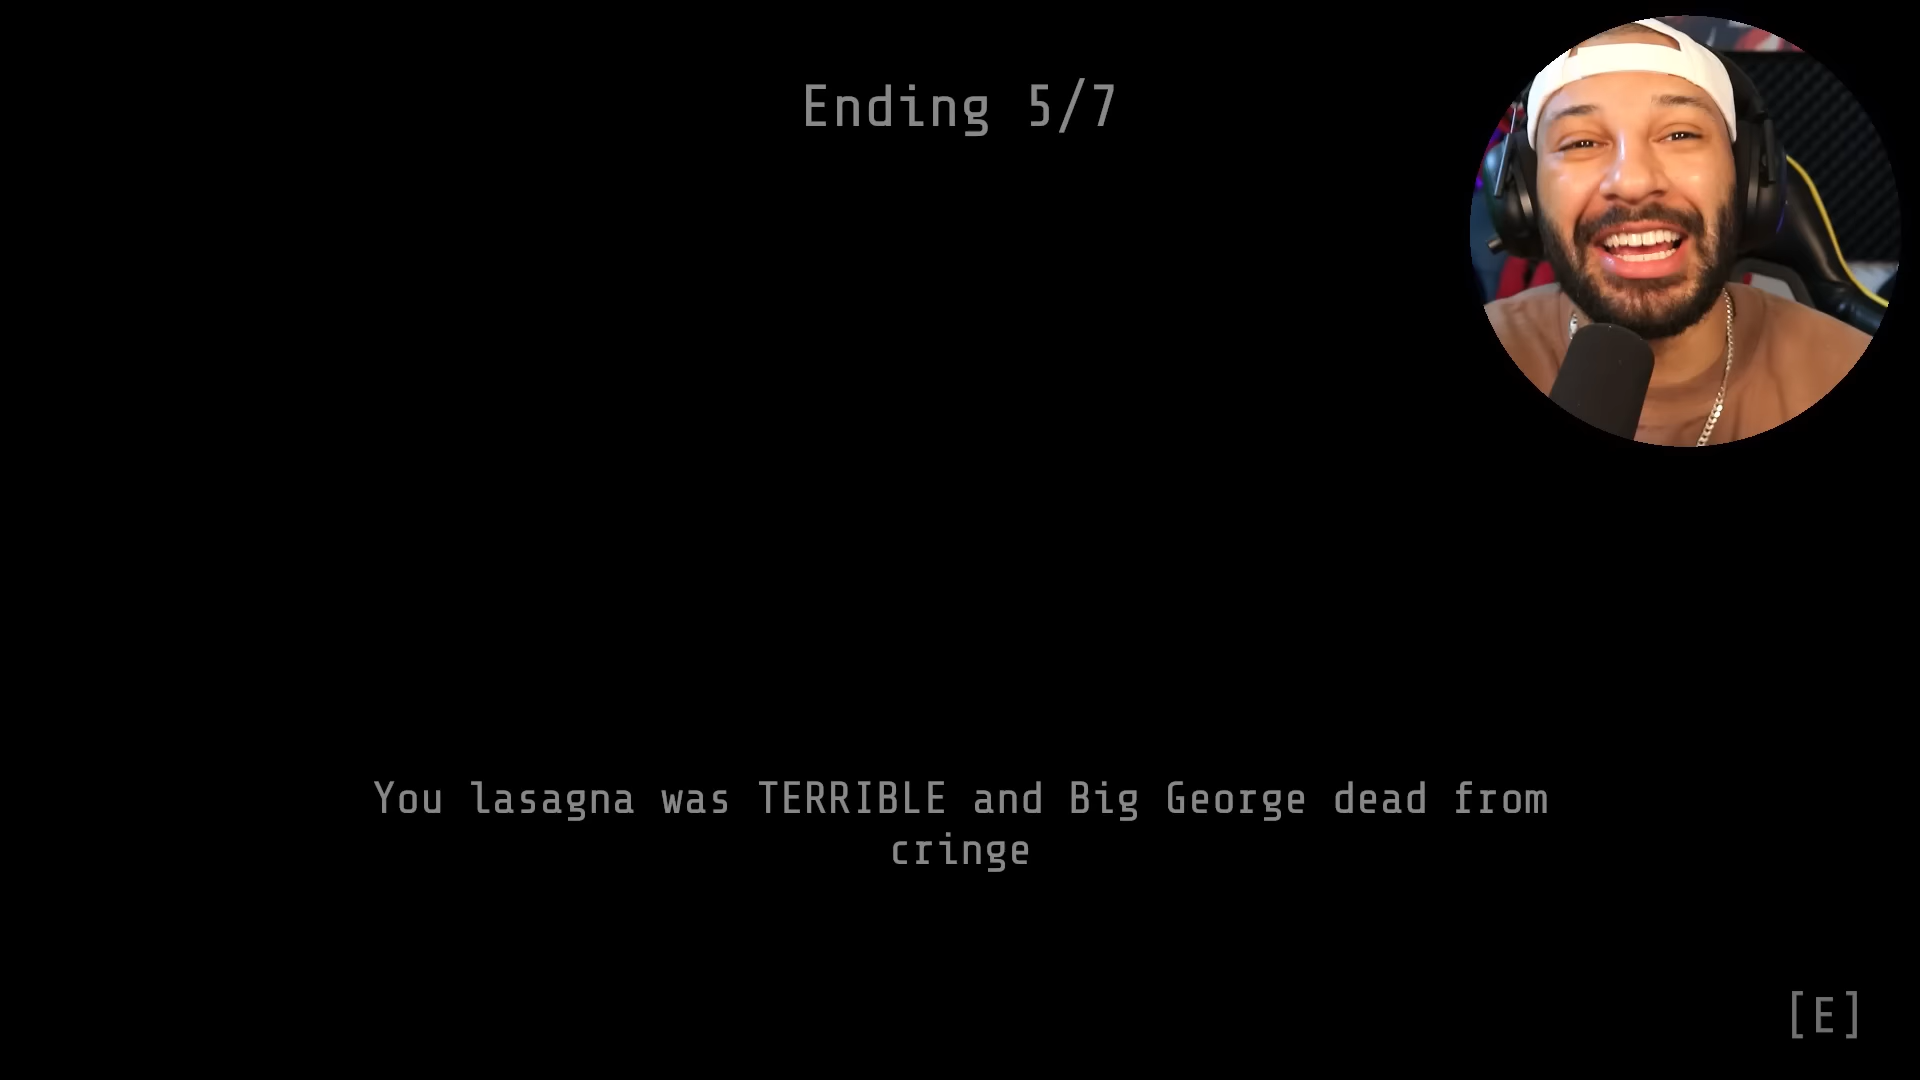 Ending 5/7
You lasagna was TERRIBLE and Big George dead from
cringe
[E]